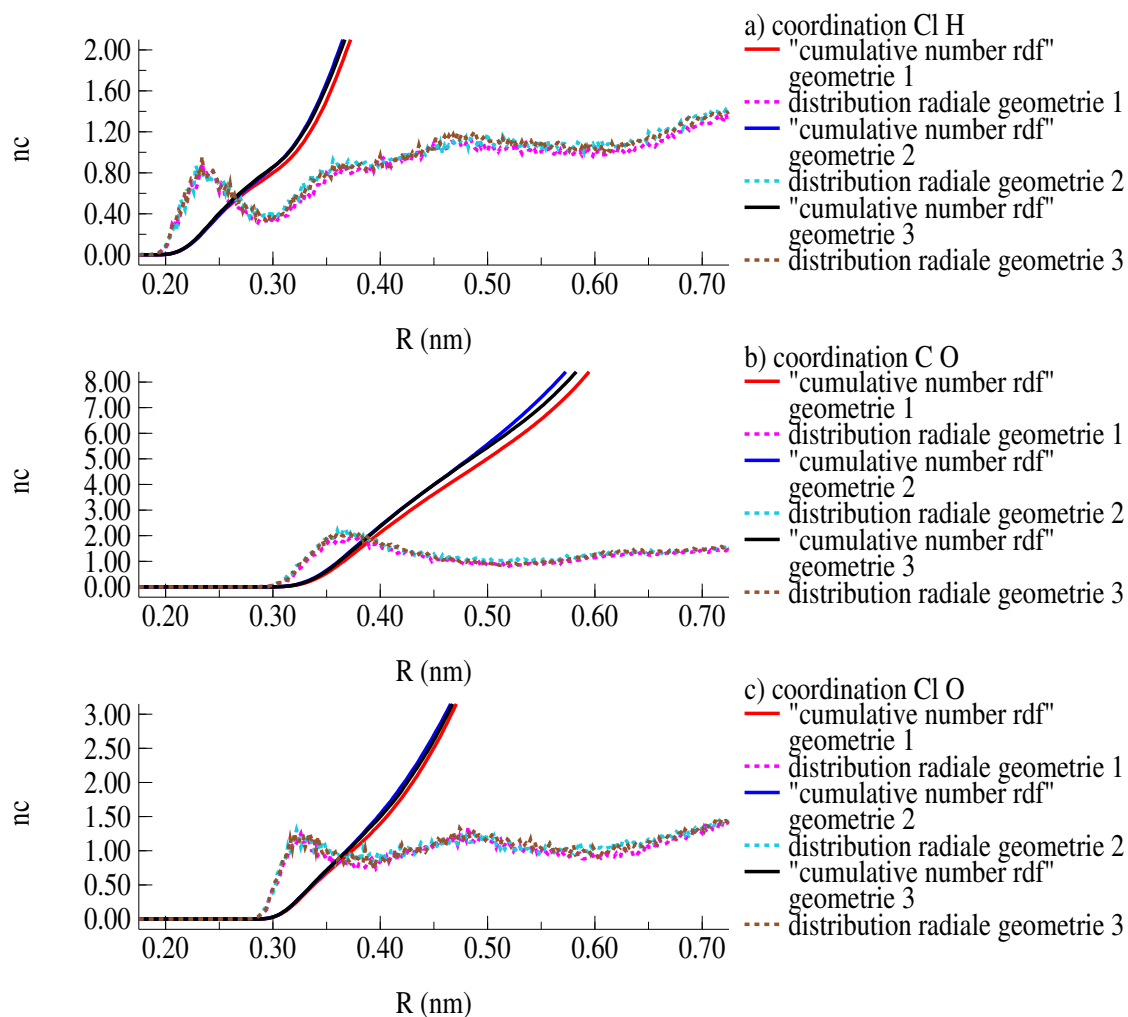 a) coordination Cl H
"cumulative number rdf"
geometrie 1
distribution radiale geometrie 1
"cumulative number rdf"
geometrie 2
distribution radiale geometrie 2
"cumulative number rdf"
geometrie 3
distribution radiale geometrie 3
nc
2.00
1.60
1.20
0.80
0.40
0.00
0.20 0.30 0.40 0.50 0.60 0.70
R (nm)
b) coordination C O
"cumulative number rdf"
geometrie 1
distribution radiale geometrie 1
"cumulative number rdf"
geometrie 2
distribution radiale geometrie 2
"cumulative number rdf"
geometrie 3
distribution radiale geometrie 3
nc
8.00
7.00
6.00
5.00
4.00
3.00
2.00
1.00
0.00
0.20 0.30 0.40 0.50 0.60 0.70
R (nm)
c) coordination Cl O
"cumulative number rdf"
geometrie 1
distribution radiale geometrie 1
"cumulative number rdf"
geometrie 2
distribution radiale geometrie 2
"cumulative number rdf"
geometrie 3
distribution radiale geometrie 3
nc
3.00
2.50
2.00
1.50
1.00
0.50
0.00
0.20 0.30 0.40 0.50 0.60 0.70
R (nm)